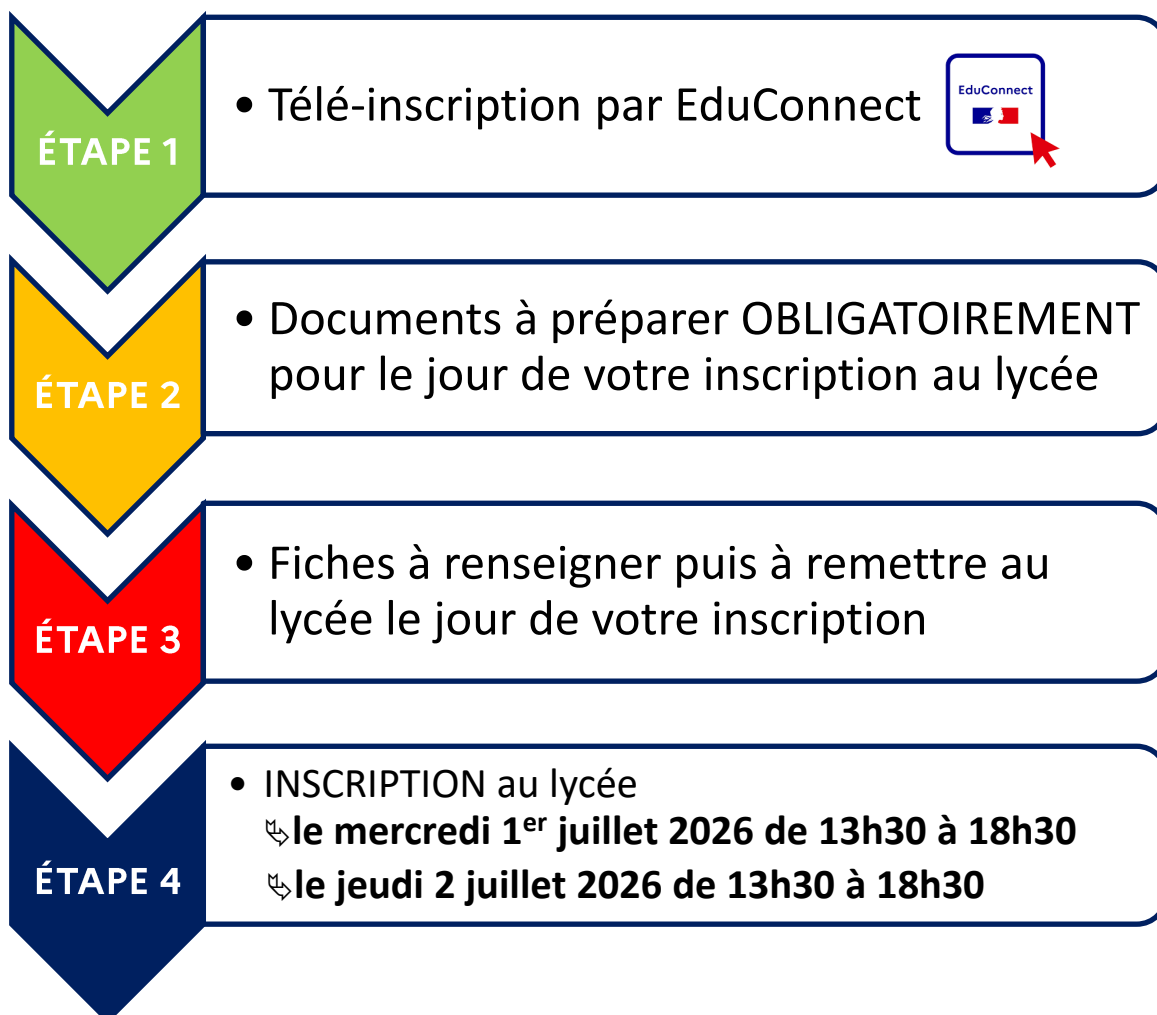 ÉTAPE 1
• Télé-inscription par EduConnect
EduConnect
ÉTAPE 2
• Documents à préparer OBLIGATOIREMENT
pour le jour de votre inscription au lycée
ÉTAPE 3
• Fiches à renseigner puis à remettre au
lycée le jour de votre inscription
ÉTAPE 4
• INSCRIPTION au lycée
↳le mercredi 1er juillet 2026 de 13h30 à 18h30
↳le jeudi 2 juillet 2026 de 13h30 à 18h30